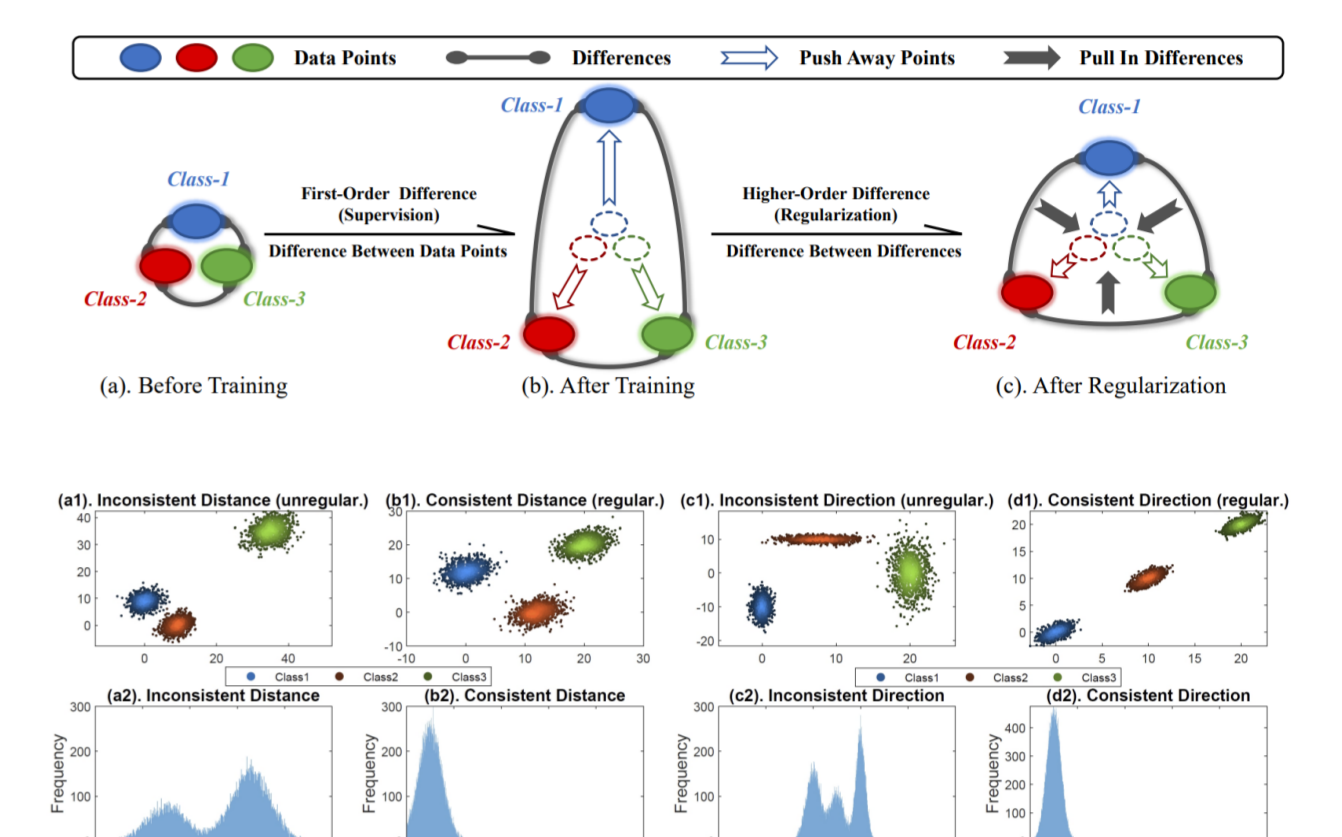 Data Points Differences Push Away Points Pull In Differences
Class-1
Class-1
Class-1
First-Order Difference
(Supervision)
Difference Between Data Points
Higher-Order Difference
(Regularization)
Difference Between Differences
Class-2 Class-3
Class-2 Class-3
Class-2 Class-3
(a). Before Training
(b). After Training
(c). After Regularization
(a1). Inconsistent Distance (unregular.)
40
30
20
10
0
0 20 40
(b1). Consistent Distance (regular.)
30
20
10
0
-10
-10 0 10 20 30
(c1). Inconsistent Direction (unregular.)
10
0
-10
-20
0 10 20
(d1). Consistent Direction (regular.)
20
15
10
5
0
0 5 10 15 20
Class1 Class2 Class3
Class1 Class2 Class3
(a2). Inconsistent Distance
Frequency
300
200
100
(b2). Consistent Distance
Frequency
300
200
100
(c2). Inconsistent Direction
Frequency
300
200
100
(d2). Consistent Direction
Frequency
400
300
200
100